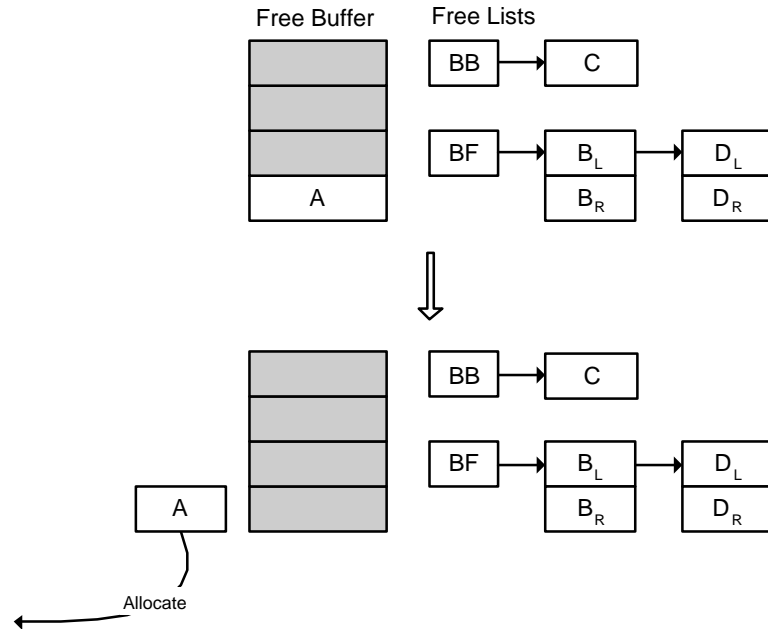 Free Buffer Free Lists
BB C
BF B_L D_L
A B_R D_R
BB C
BF B_L D_L
A B_R D_R
Allocate